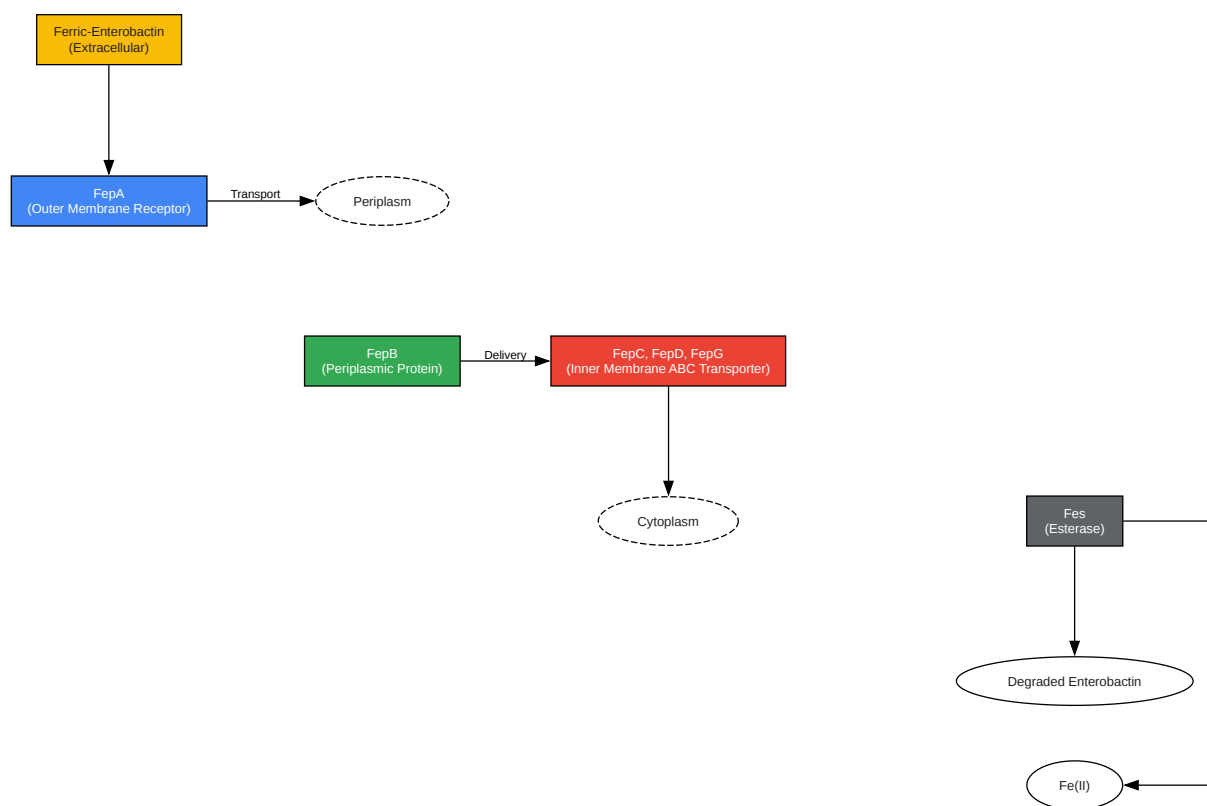 Ferric-Enterobactin
(Extracellular)
FepA
(Outer Membrane Receptor)
Transport
Periplasm
FepB
(Periplasmic Protein)
Delivery
FepC, FepD, FepG
(Inner Membrane ABC Transporter)
Cytoplasm
Fes
(Esterase)
Degraded Enterobactin
Fe(II)